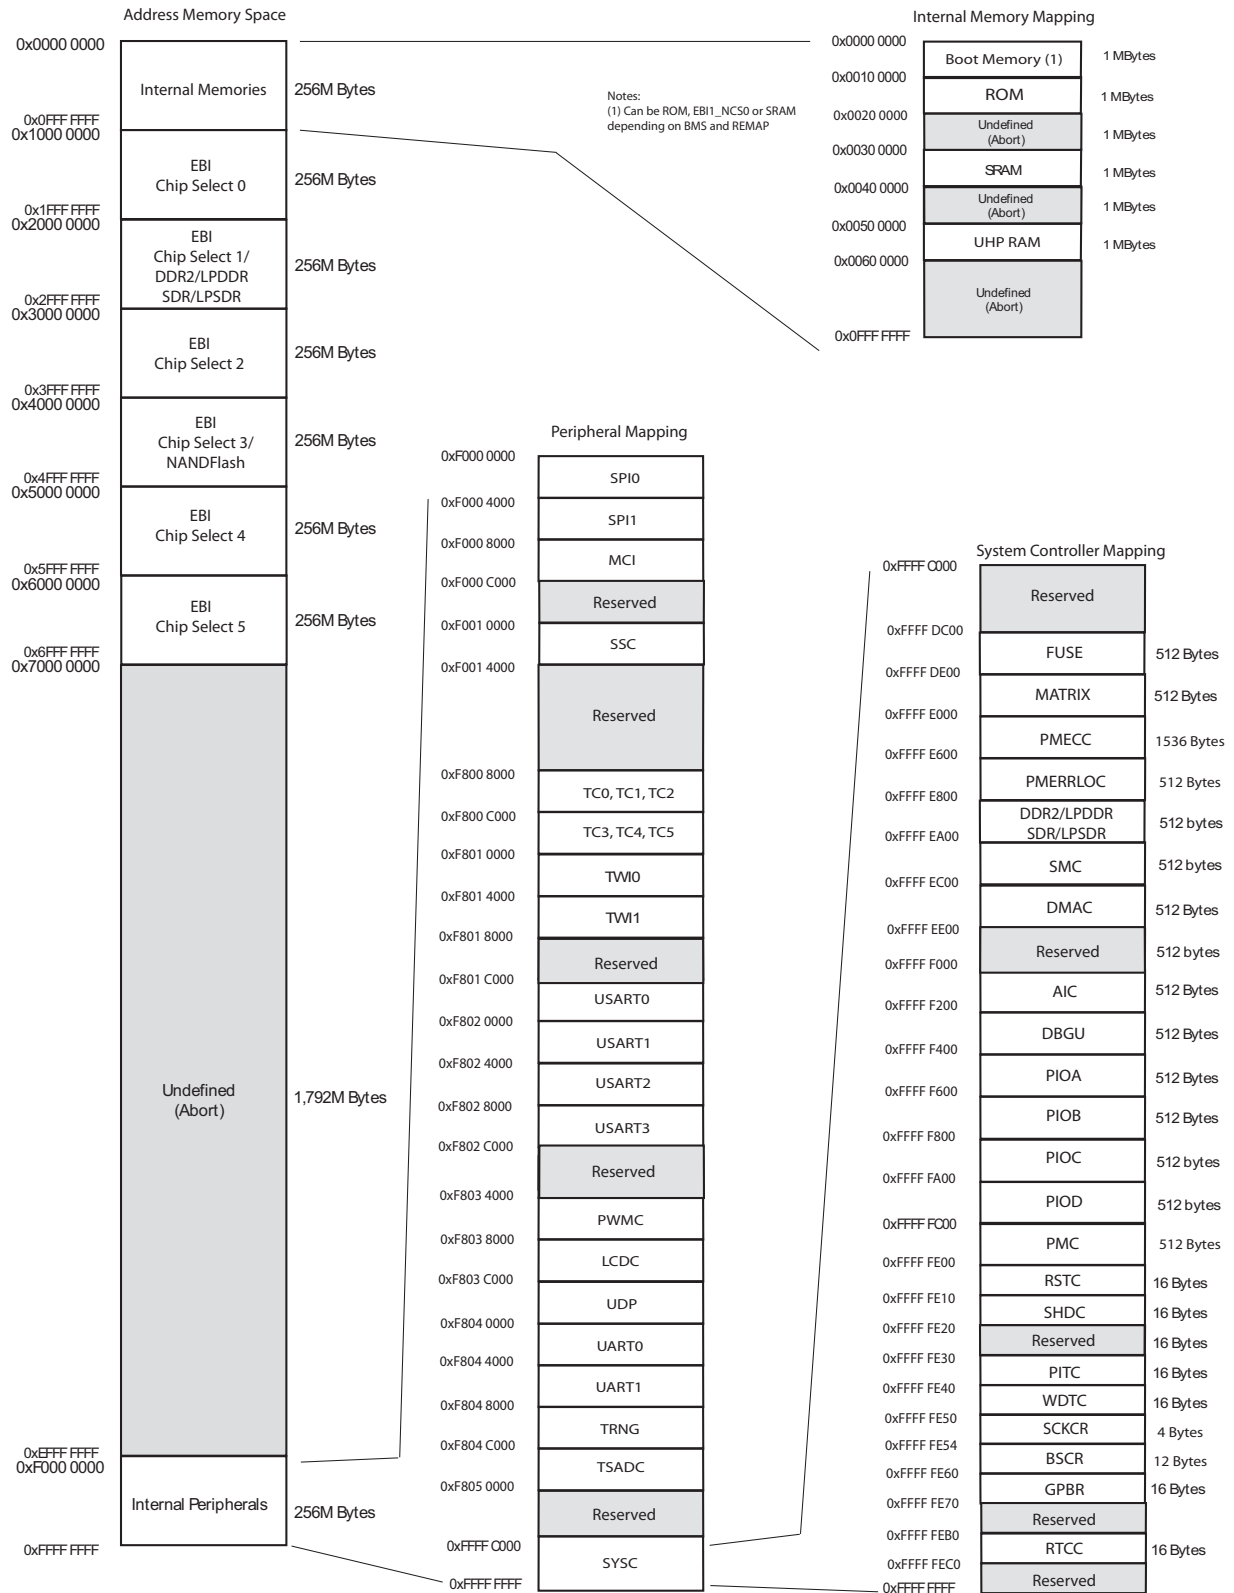 Address Memory Space
0x0000 0000
Internal Memories
256M Bytes
0x0FFF FFFF
0x1000 0000
EBI
Chip Select 0
256M Bytes
0x1FFF FFFF
0x2000 0000
EBI
Chip Select 1/
DDR2/LPDDR
SDR/LPSDR
256M Bytes
0x2FFF FFFF
0x3000 0000
EBI
Chip Select 2
256M Bytes
0x3FFF FFFF
0x4000 0000
EBI
Chip Select 3/
NANDFlash
256M Bytes
0x4FFF FFFF
0x5000 0000
EBI
Chip Select 4
256M Bytes
0x5FFF FFFF
0x6000 0000
EBI
Chip Select 5
256M Bytes
0x6FFF FFFF
0x7000 0000
Undefined
(Abort)
1,792M Bytes
0xEFFF FFFF
0xF000 0000
Internal Peripherals
256M Bytes
0xFFFF FFFF
Notes:
(1) Can be ROM, EBI1_NCS0 or SRAM
depending on BMS and REMAP
Internal Memory Mapping
0x0000 0000
Boot Memory (1)
1 MBytes
0x0010 0000
ROM
1 MBytes
0x0020 0000
Undefined
(Abort)
1 MBytes
0x0030 0000
SRAM
1 MBytes
0x0040 0000
Undefined
(Abort)
1 MBytes
0x0050 0000
UHP RAM
1 MBytes
0x0060 0000
Undefined
(Abort)
0x0FFF FFFF
Peripheral Mapping
0xF000 0000
SPI0
0xF000 4000
SPI1
0xF000 8000
MCI
0xF000 C000
Reserved
0xF001 0000
SSC
0xF001 4000
Reserved
0xF800 8000
TC0, TC1, TC2
0xF800 C000
TC3, TC4, TC5
0xF801 0000
TWI0
0xF801 4000
TWI1
0xF801 8000
Reserved
0xF801 C000
USART0
0xF802 0000
USART1
0xF802 4000
USART2
0xF802 8000
USART3
0xF802 C000
Reserved
0xF803 4000
PWMC
0xF803 8000
LCDC
0xF803 C000
UDP
0xF804 0000
UART0
0xF804 4000
UART1
0xF804 8000
TRNG
0xF804 C000
TSADC
0xF805 0000
Reserved
0xFFFF C000
SYSC
0xFFFF FFFF
System Controller Mapping
0xFFFF C000
Reserved
0xFFFF DC00
FUSE
512 Bytes
0xFFFF DE00
MATRIX
512 Bytes
0xFFFF E000
PMECC
1536 Bytes
0xFFFF E600
PMERRLOC
512 Bytes
0xFFFF E800
DDR2/LPDDR
SDR/LPSDR
512 bytes
0xFFFF EA00
SMC
512 bytes
0xFFFF EC00
DMAC
512 Bytes
0xFFFF EE00
Reserved
512 bytes
0xFFFF F000
AIC
512 Bytes
0xFFFF F200
DBGU
512 Bytes
0xFFFF F400
PIOA
512 Bytes
0xFFFF F600
PIOB
512 Bytes
0xFFFF F800
PIOC
512 bytes
0xFFFF FA00
PIOD
512 bytes
0xFFFF FC00
PMC
512 Bytes
0xFFFF FE00
RSTC
16 Bytes
0xFFFF FE10
SHDC
16 Bytes
0xFFFF FE20
Reserved
16 Bytes
0xFFFF FE30
PITC
16 Bytes
0xFFFF FE40
WDTC
16 Bytes
0xFFFF FE50
SCKCR
4 Bytes
0xFFFF FE54
BSCR
12 Bytes
0xFFFF FE60
GPBR
16 Bytes
0xFFFF FE70
Reserved
0xFFFF FEB0
RTCC
16 Bytes
0xFFFF FEC0
Reserved
0xFFFF FFFF